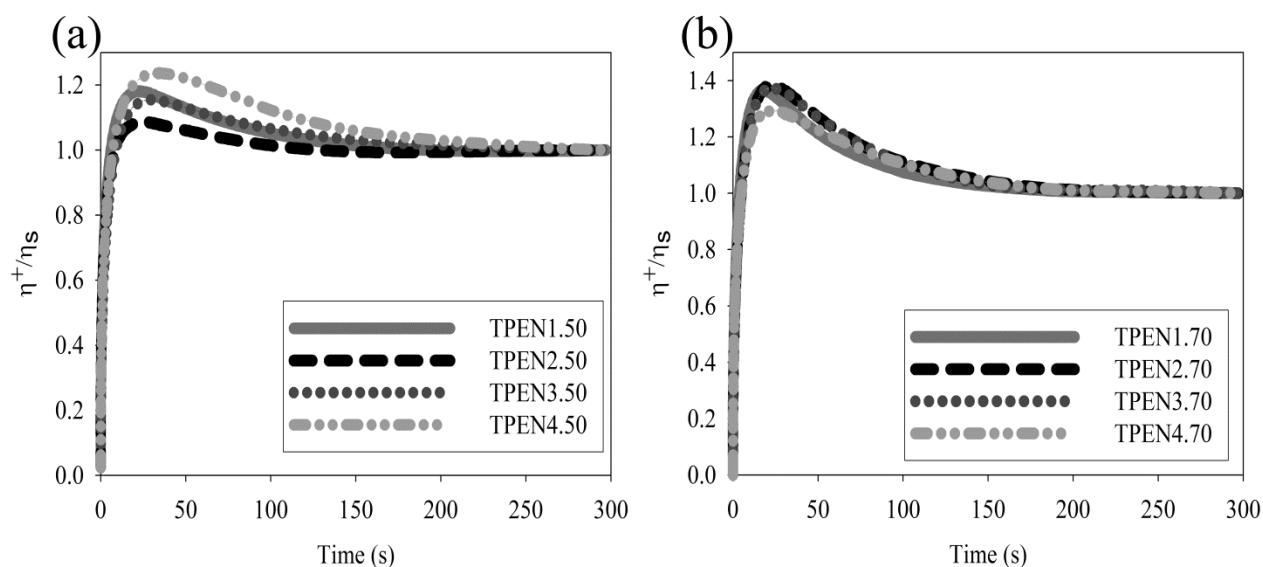 (a)
1.2
1.0
0.8
0.6
0.4
0.2
0.0
η⁺/ηs
TPEN1.50
TPEN2.50
TPEN3.50
TPEN4.50
0 50 100 150 200 250 300
Time (s)
(b)
1.4
1.2
1.0
0.8
0.6
0.4
0.2
0.0
η⁺/ηs
TPEN1.70
TPEN2.70
TPEN3.70
TPEN4.70
0 50 100 150 200 250 300
Time (s)